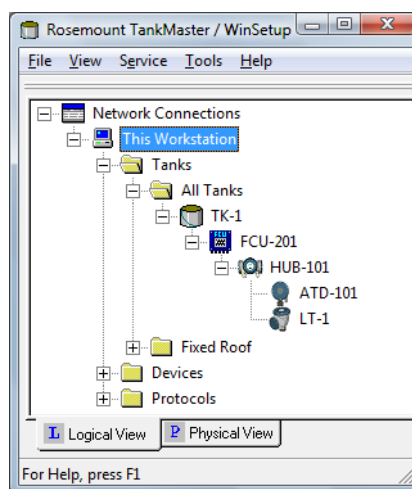 Rosemount TankMaster / WinSetup
File View Service Tools Help
Network Connections
This Workstation
Tanks
All Tanks
TK-1
FCU
FCU-201
HUB-101
ATD-101
LT-1
Fixed Roof
Devices
Protocols
L Logical View P Physical View
For Help, press F1